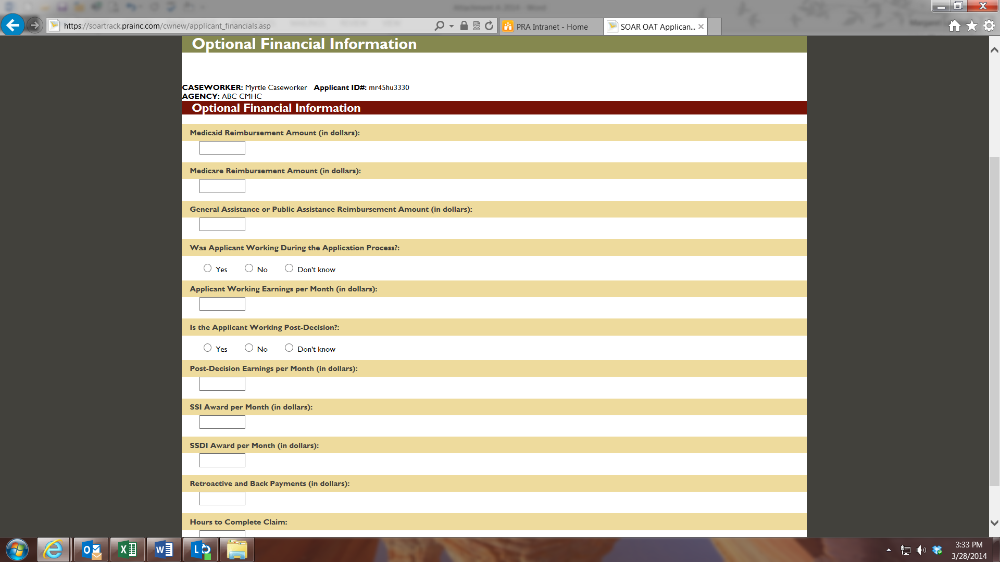 Attachment A 2014 - Word
https://soartrack.prainc.com/cwnew/applicant_financials.asp
PRA Intranet - Home
SOAR OAT Applican...
Optional Financial Information
CASEWORKER: Myrtle Caseworker Applicant ID#: mr45hu3330
AGENCY: ABC CMHC
Optional Financial Information
Medicaid Reimbursement Amount (in dollars):
Medicare Reimbursement Amount (in dollars):
General Assistance or Public Assistance Reimbursement Amount (in dollars):
Was Applicant Working During the Application Process?:
Yes No Don't know
Applicant Working Earnings per Month (in dollars):
Is the Applicant Working Post-Decision?:
Yes No Don't know
Post-Decision Earnings per Month (in dollars):
SSI Award per Month (in dollars):
SSDI Award per Month (in dollars):
Retroactive and Back Payments (in dollars):
Hours to Complete Claim:
3:33 PM
3/28/2014